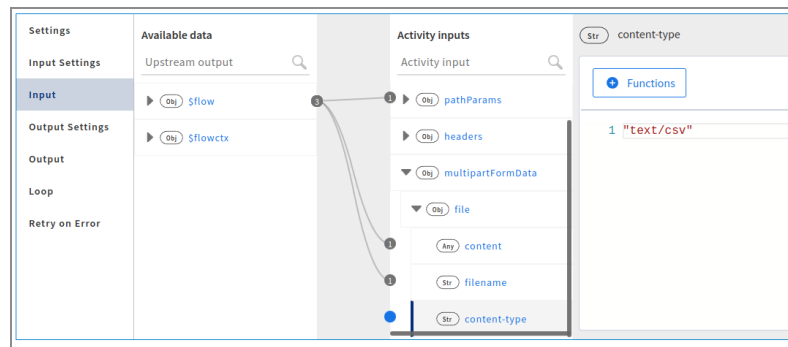 Settings
Input Settings
Input
Output Settings
Output
Loop
Retry on Error
Available data
Upstream output
Obj $flow
3
Obj $flowctx
Activity inputs
Activity input
1 Obj pathParams
Obj headers
Obj multipartFormData
Obj file
1 Any content
1 Str filename
Str content-type
Str content-type
Functions
1 "text/csv"